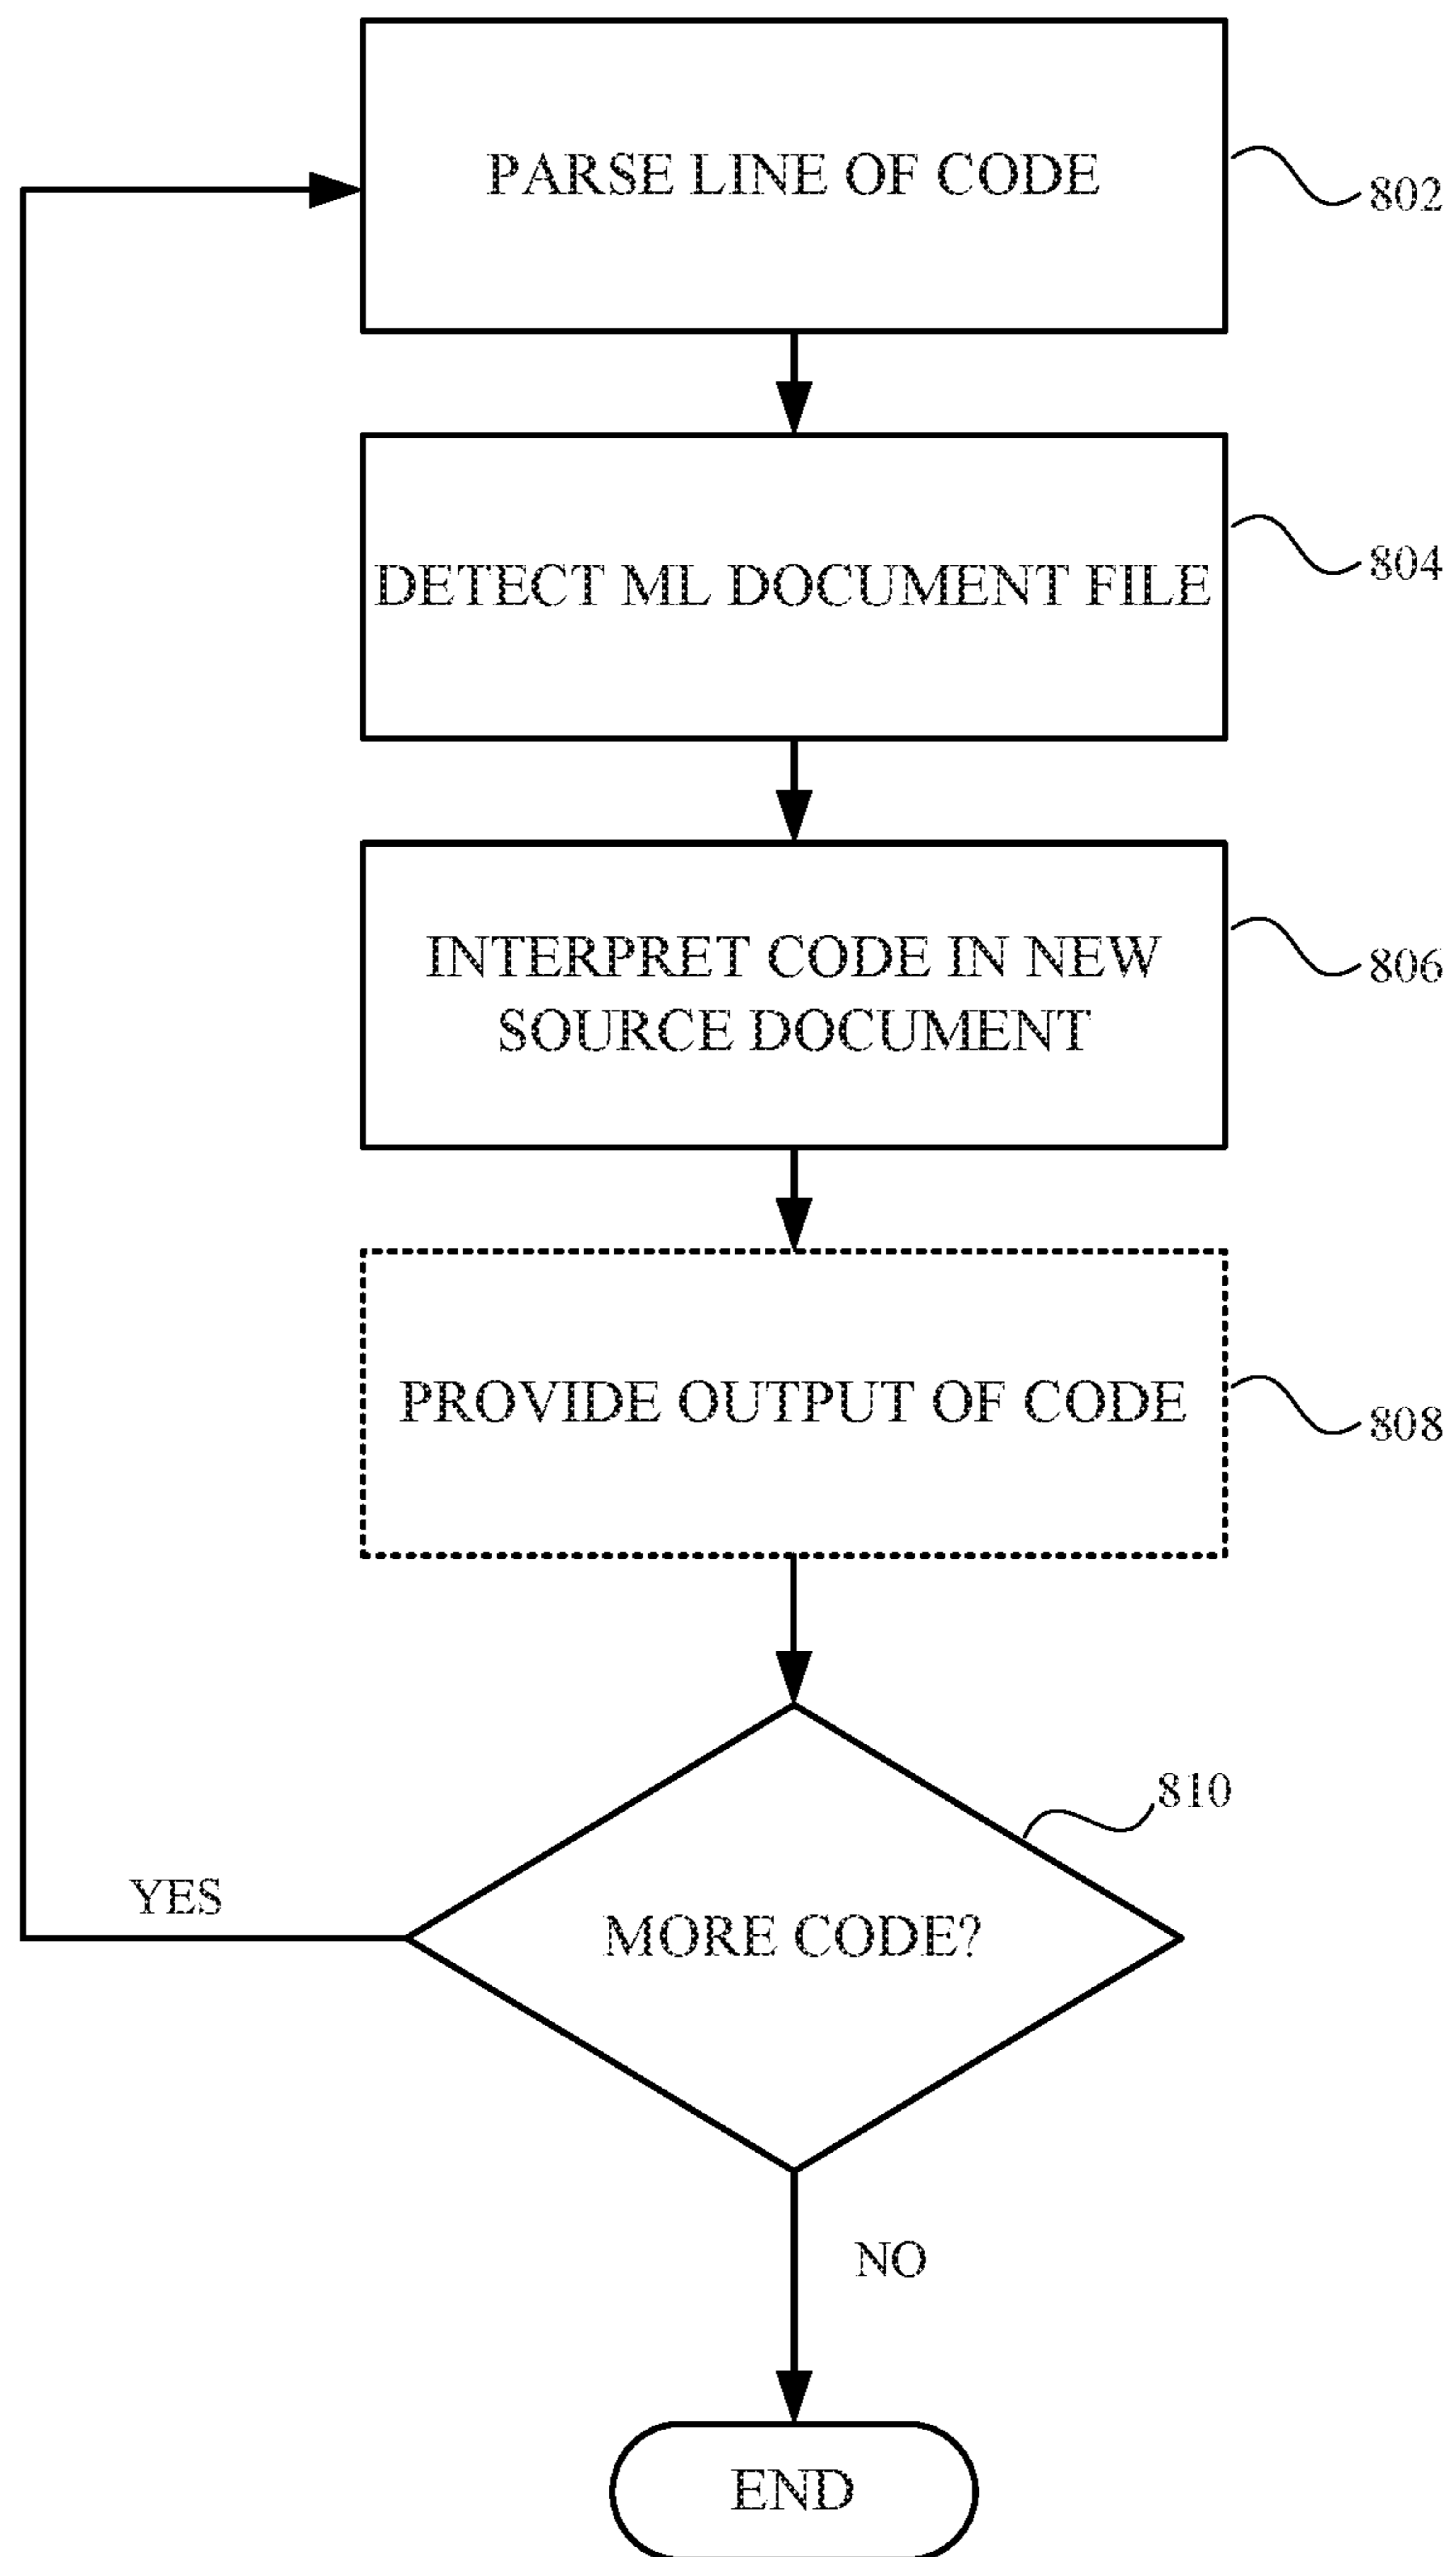 PARSE LINE OF CODE
802
DETECT ML DOCUMENT FILE
804
INTERPRET CODE IN NEW
SOURCE DOCUMENT
806
PROVIDE OUTPUT OF CODE
808
810
YES
MORE CODE?
NO
END